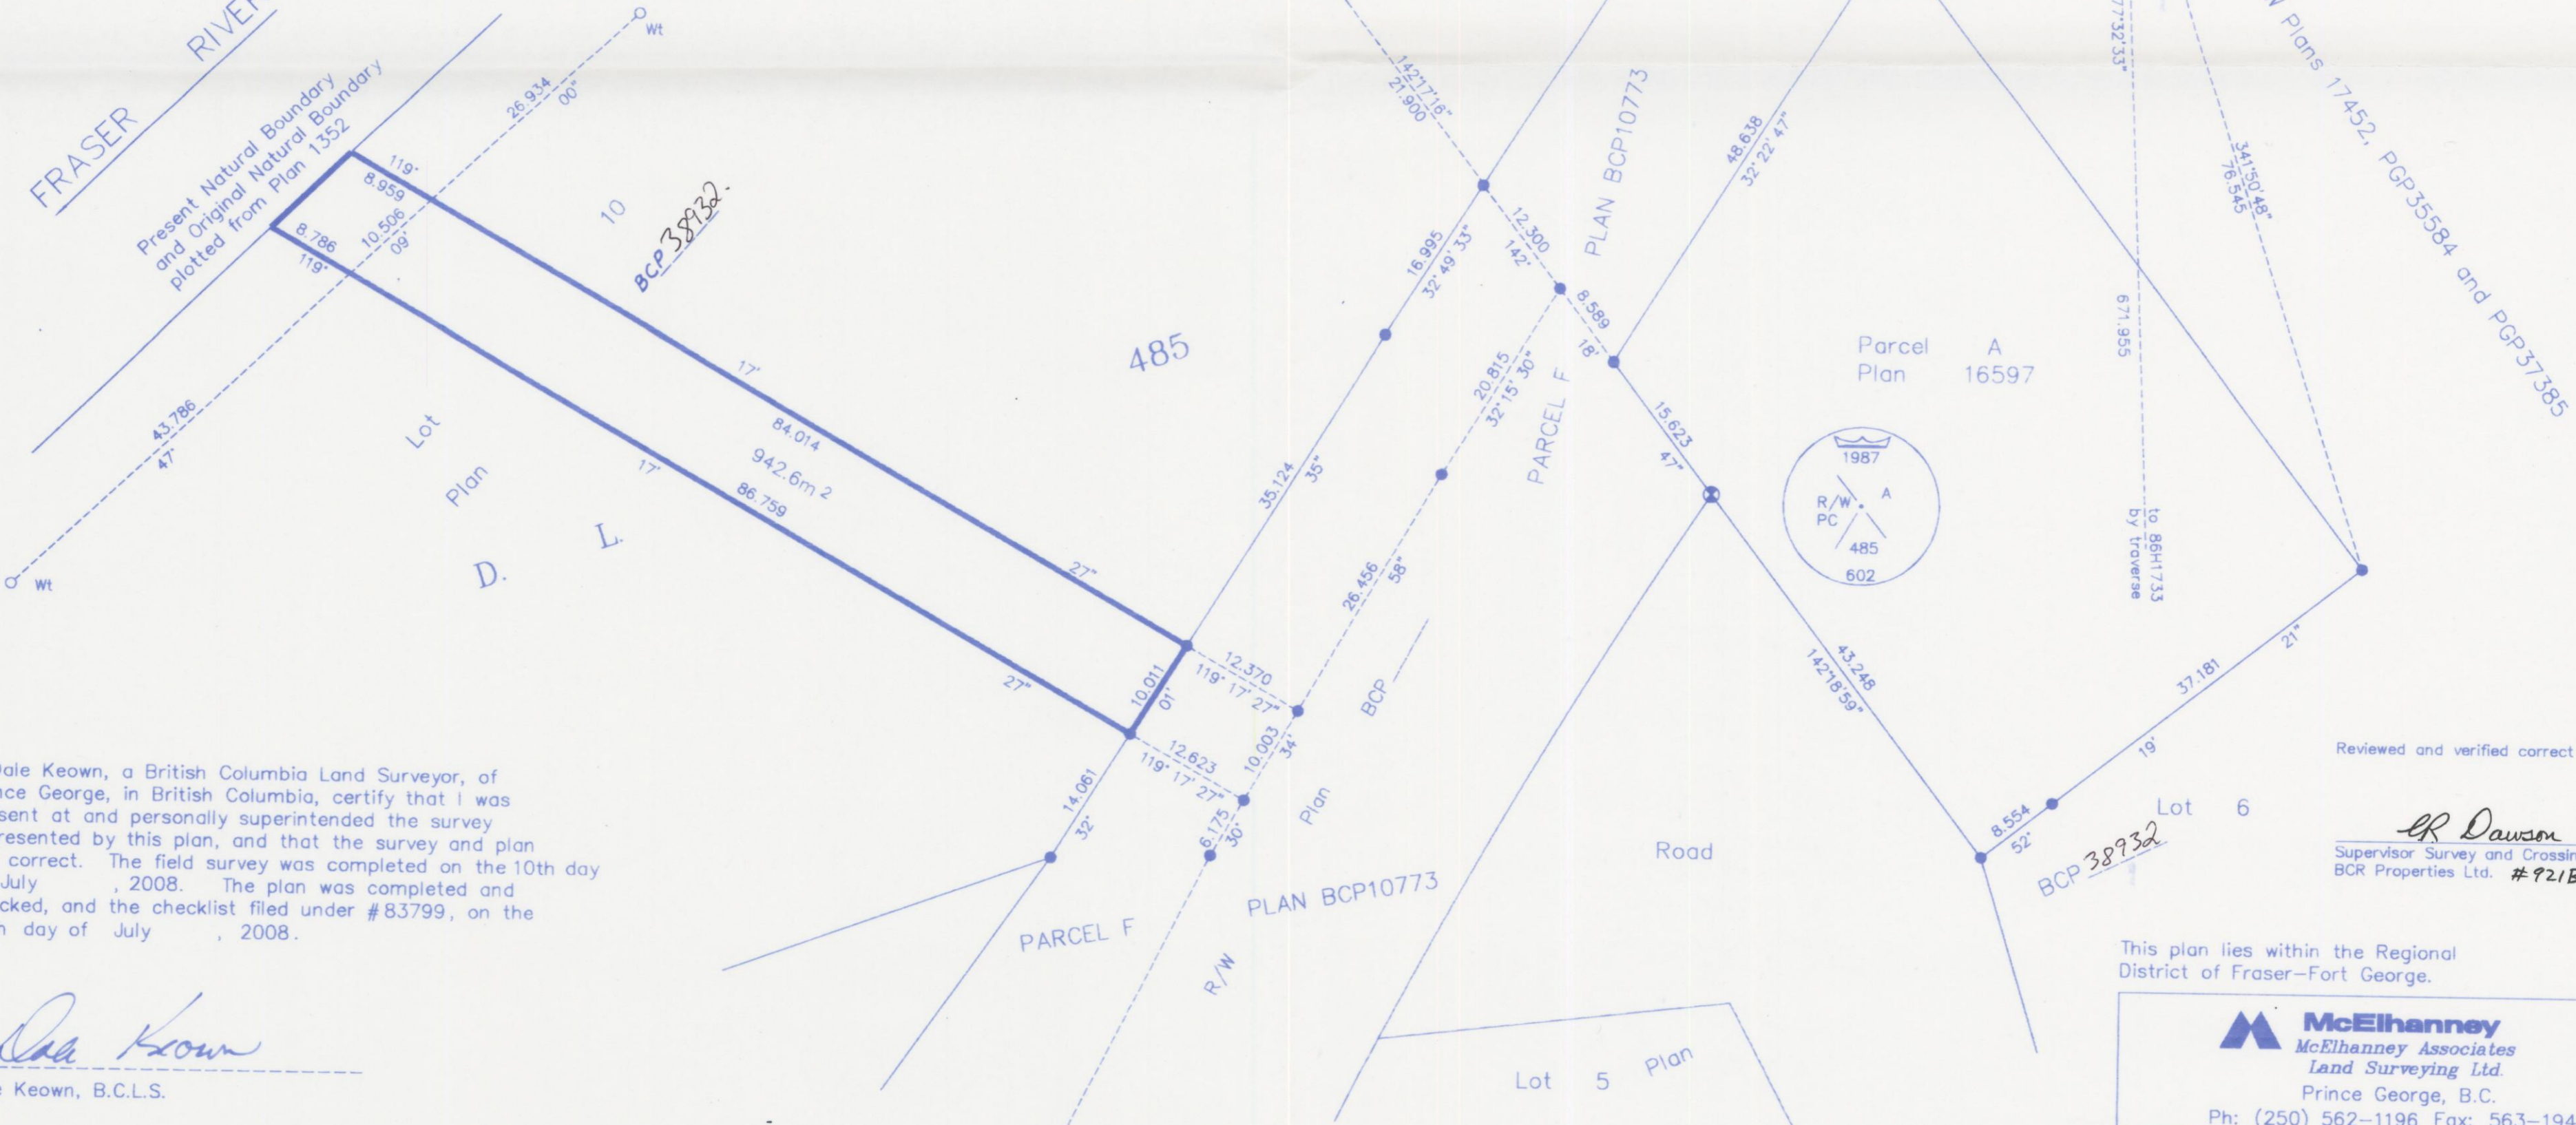 FRASER RIVER
Present Natural Boundary
and Original Natural Boundary
plotted from Plan 1352
Wt
26.934
00"
119°
8.959
8.786
119°
10.506
09'
10
BCP 38932.
43.786
47'
Wt
Lot
Plan
D. L. 485
17'
84.014
942.6m 2
17'
86.759
27"
27"
10.011
01'
12.370
119° 17' 27"
12.623
119° 17' 27"
10.003
34'
6.175
30'
14.061
32'
35.124
35"
16.995
32° 49' 33"
142°17'16"
21.900
12.300
142°
8.589
18'
20.815
32° 15' 30"
26.456
58"
PLAN BCP10773
PARCEL F
48.638
32° 22' 47"
15.623
47"
Parcel A
Plan 16597
1987
R/W A
PC
485
602
77°32'33"
671.955
to 86H1733
by traverse
341°50'48"
76.545
Plans 17452, PGP35584 and PGP37385
43.248
142°18'59"
37.181
19'
21"
8.554
52'
Lot 6
BCP 38932
BCP
Plan
R/W
PARCEL F
PLAN BCP10773
Road
Lot 5 Plan
ale Keown, a British Columbia Land Surveyor, of
nce George, in British Columbia, certify that I was
sent at and personally superintended the survey
resented by this plan, and that the survey and plan
correct. The field survey was completed on the 10th day
July , 2008. The plan was completed and
cked, and the checklist filed under #83799, on the
day of July , 2008.
Dale Keown
e Keown, B.C.L.S.
Reviewed and verified correct
Dawson
Supervisor Survey and Crossin
BCR Properties Ltd. #921B
This plan lies within the Regional
District of Fraser-Fort George.
McElhanney
McElhanney Associates
Land Surveying Ltd.
Prince George, B.C.
Ph: (250) 562-1196 Fax: 563-194